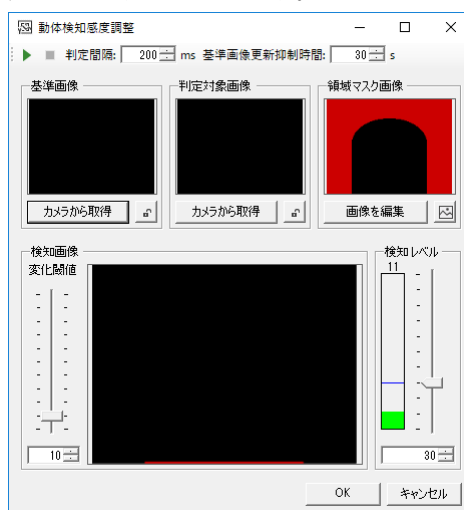 動体検知感度調整
判定間隔: 200 ms 基準画像更新抑制時間: 30 s
基準画像
判定対象画像
領域マスク画像
カメラから取得
カメラから取得
画像を編集
検知画像
変化閾値
10
検知レベル
11
30
OK
キャンセル